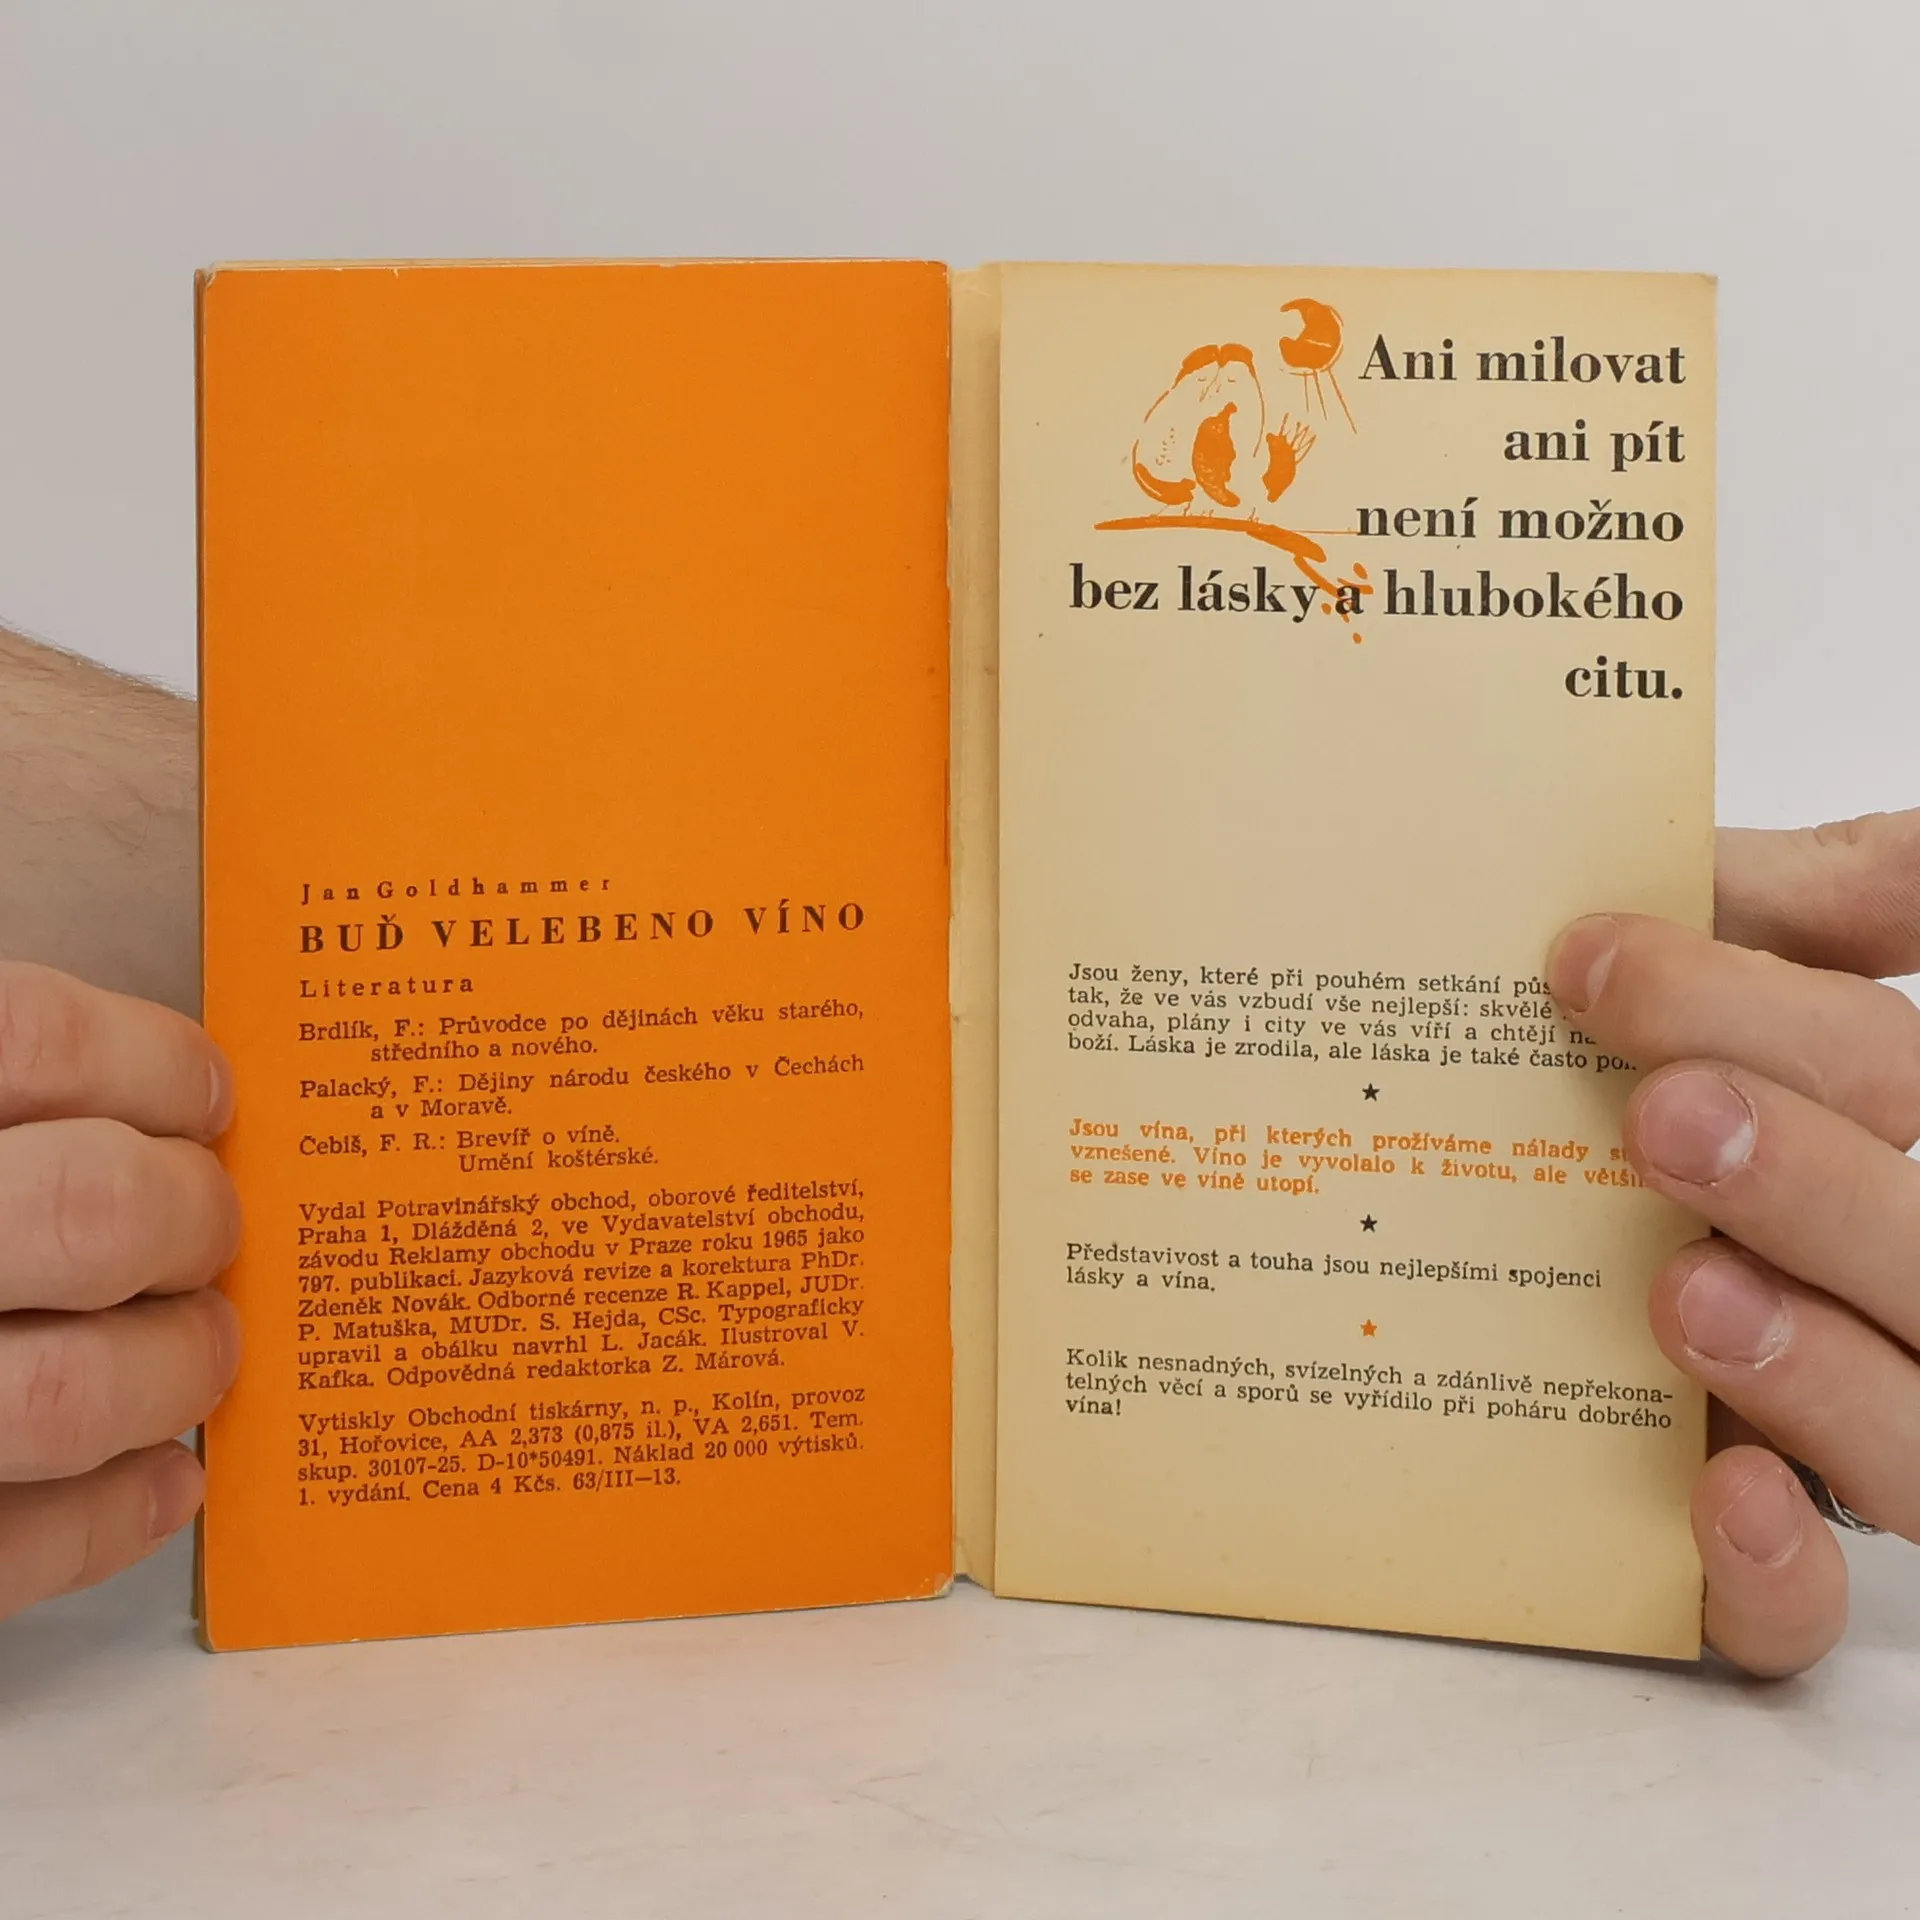 Jan Goldhammer
BUĎ VELEBENO VÍNO
Literatura
Brdlík, F.: Průvodce po dějinách věku starého,
středního a nového.
Palacký, F.: Dějiny národu českého v Čechách
a v Moravě.
Čebiš, F. R.: Brevíř o víně.
Umění koštérské.
Vydal Potravinářský obchod, oborové ředitelství,
Praha 1, Dlážděná 2, ve Vydavatelství obchodu,
závodu Reklamy obchodu v Praze roku 1965 jako
797. publikaci. Jazyková revize a korektura PhDr.
Zdeněk Novák. Odborné recenze R. Kappel, JUDr.
P. Matuška, MUDr. S. Hejda, CSc. Typograficky
upravil a obálku navrhl L. Jacák. Ilustroval V.
Kafka. Odpovědná redaktorka Z. Márová.
Vytiskly Obchodní tiskárny, n. p., Kolín, provoz
31, Hořovice, AA 2,373 (0,875 il.), VA 2,651. Tem.
skup. 30107-25. D-10*50491. Náklad 20 000 výtisků.
1. vydání. Cena 4 Kčs. 63/III—13.
Ani milovat
ani pít
není možno
bez lásky a hlubokého
citu.
Jsou ženy, které při pouhém setkání
tak, že ve vás vzbudí vše nejlepší: skvělé
odvaha, plány i city ve vás víří a chtějí
boží. Láska je zrodila, ale láska je také často
Jsou vína, při kterých prožíváme nálady
vznešené. Víno je vyvolalo k životu, ale
se zase ve víně utopí.
Představivost a touha jsou nejlepšími spojenci
lásky a vína.
Kolik nesnadných, svízelných a zdánlivě nepřekona-
telných věcí a sporů se vyřídilo při poháru dobrého
vína!